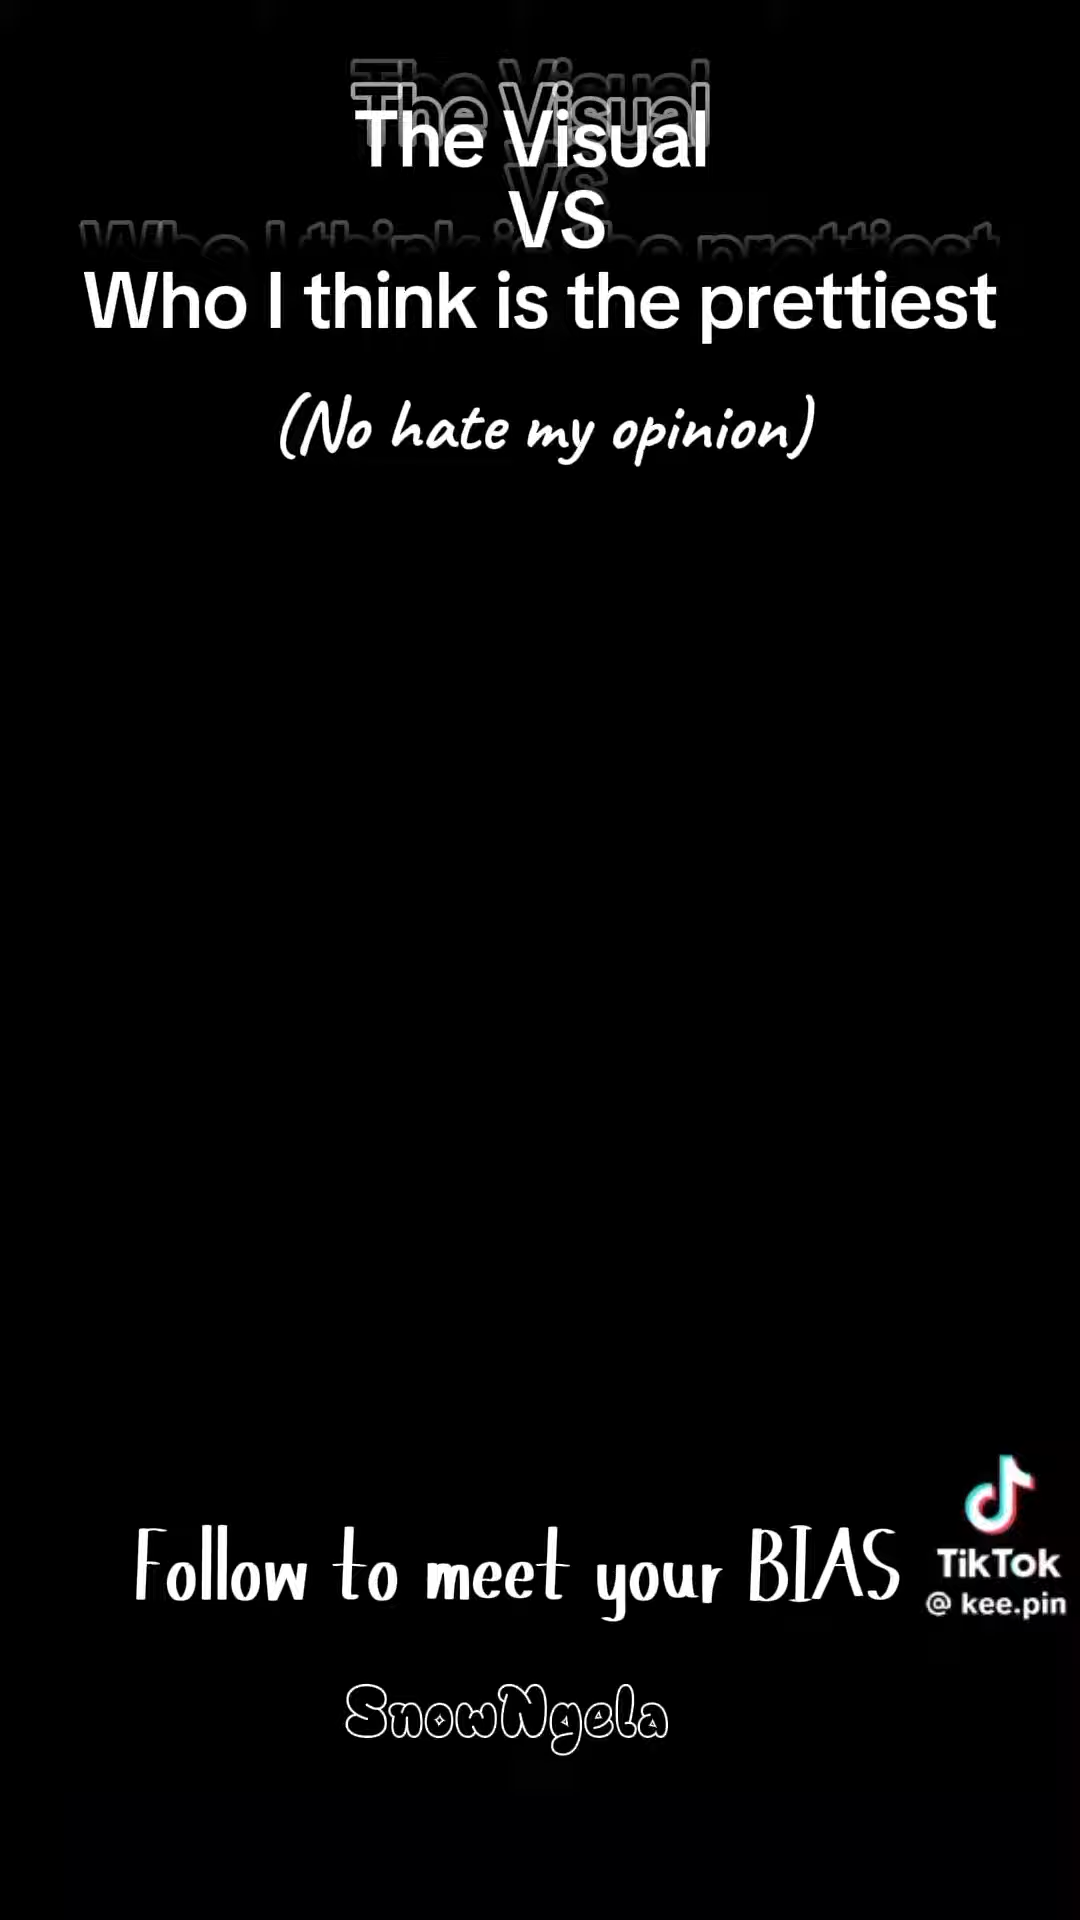 The Visual
VS
Who I think is the prettiest
(No hate my opinion)
Follow to meet your BIAS
TikTok
@ kee.pin
SnowNgela